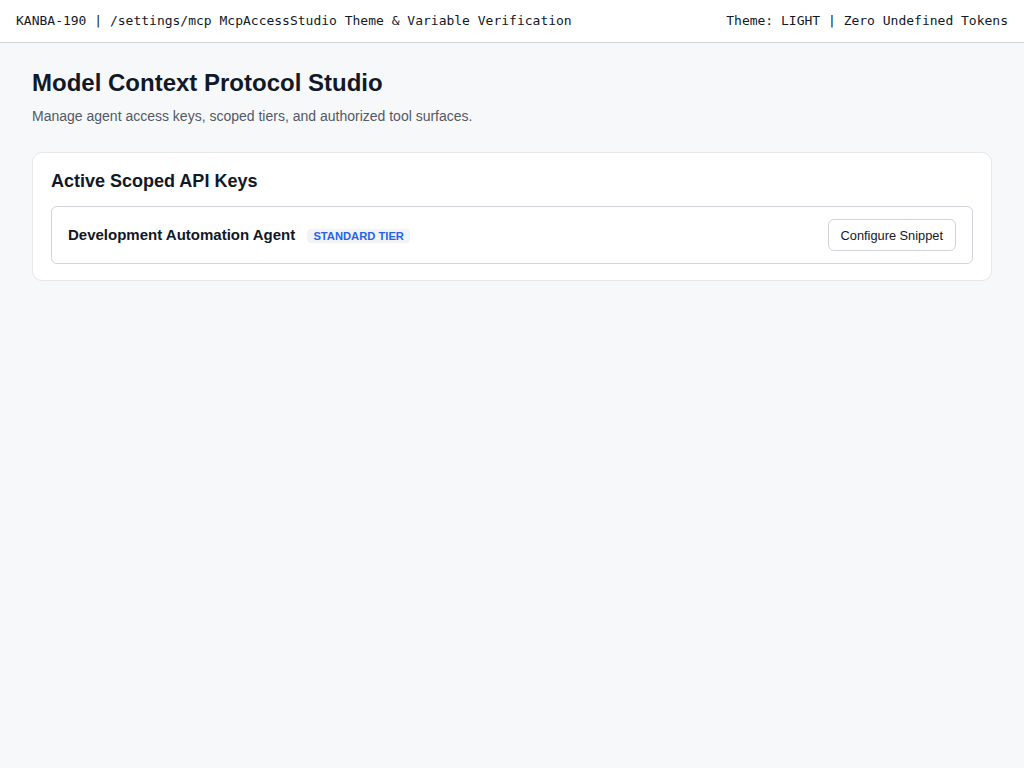 KANBA-190 | /settings/mcp McpAccessStudio Theme & Variable Verification
Theme: LIGHT | Zero Undefined Tokens
Model Context Protocol Studio
Manage agent access keys, scoped tiers, and authorized tool surfaces.
Active Scoped API Keys
Development Automation Agent STANDARD TIER
Configure Snippet